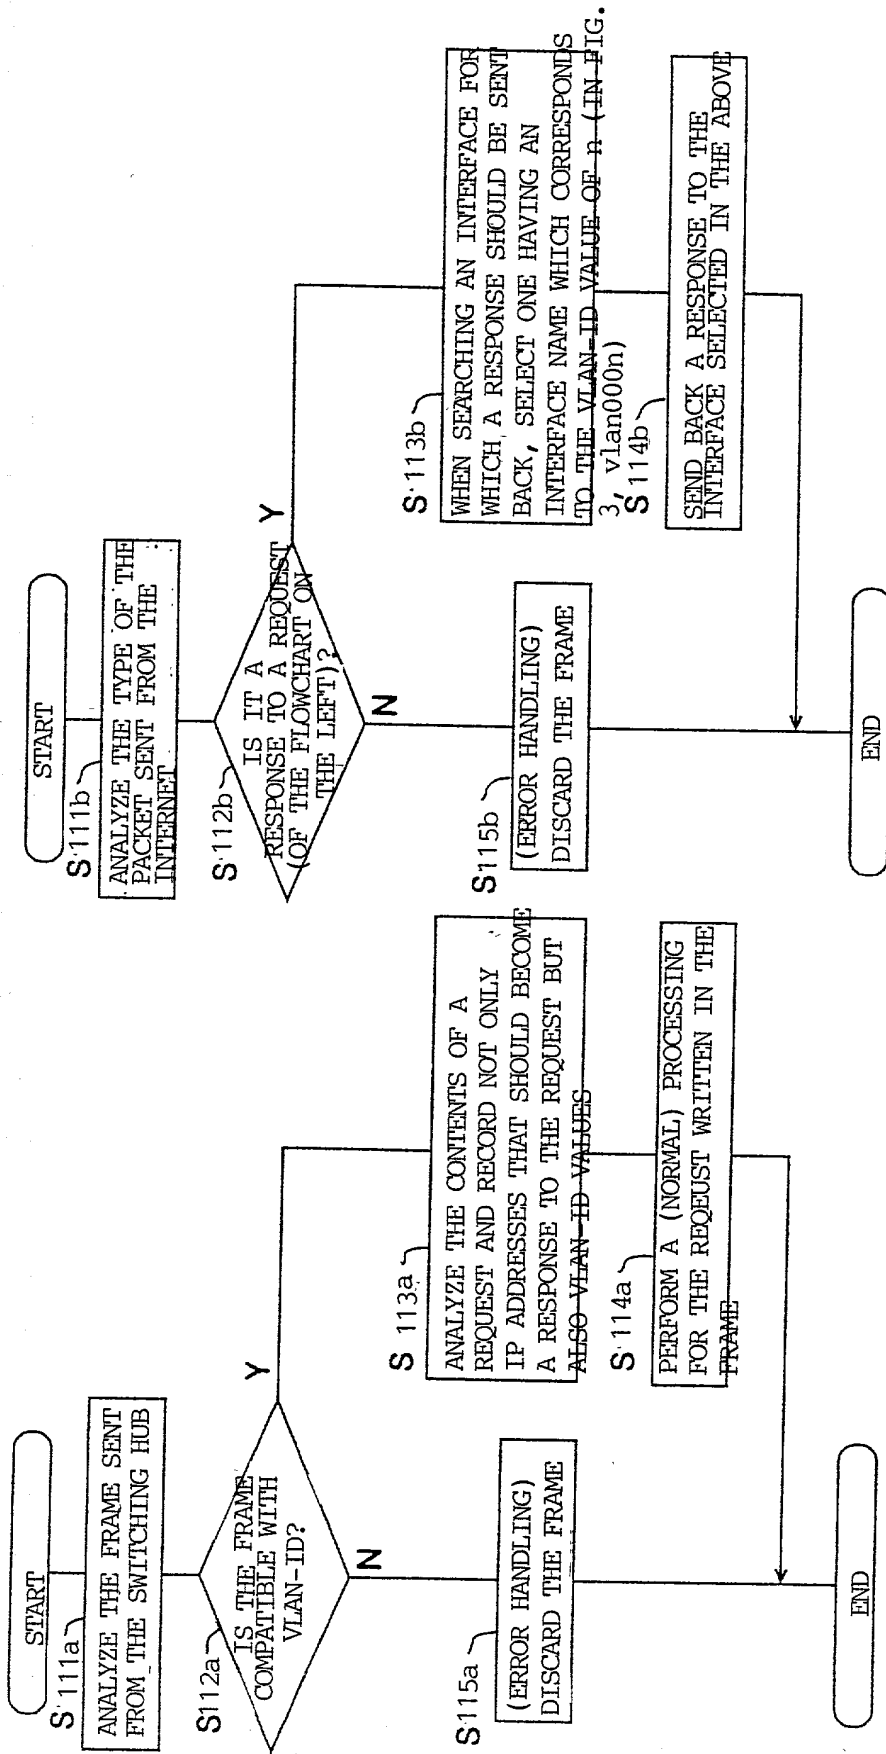 START
S111a
ANALYZE THE FRAME SENT
FROM THE SWITCHING HUB
S112a
IS THE FRAME
COMPATIBLE WITH
VLAN-ID?
Y
N
S 113a
ANALYZE THE CONTENTS OF A
REQUEST AND RECORD NOT ONLY
IP ADDRESSES THAT SHOULD BECOME
A RESPONSE TO THE REQUEST BUT
ALSO VLAN-ID VALUES
S 114a
PERFORM A (NORMAL) PROCESSING
FOR THE REQEUST WRITTEN IN THE
FRAME
S115a
(ERROR HANDLING)
DISCARD THE FRAME
END
START
S111b
ANALYZE THE TYPE OF THE
PACKET SENT FROM THE
INTERNET
S112b
IS IT A
RESPONSE TO A REQUEST
(OF THE FLOWCHART ON
THE LEFT)?
Y
N
S113b
WHEN SEARCHING AN INTERFACE FOR
WHICH A RESPONSE SHOULD BE SENT
BACK, SELECT ONE HAVING AN
INTERFACE NAME WHICH CORRESPONDS
TO THE VLAN-ID VALUE OF n (IN FIG.
3, vlan000n)
S114b
SEND BACK A RESPONSE TO THE
INTERFACE SELECTED IN THE ABOVE
S115b
(ERROR HANDLING)
DISCARD THE FRAME
END